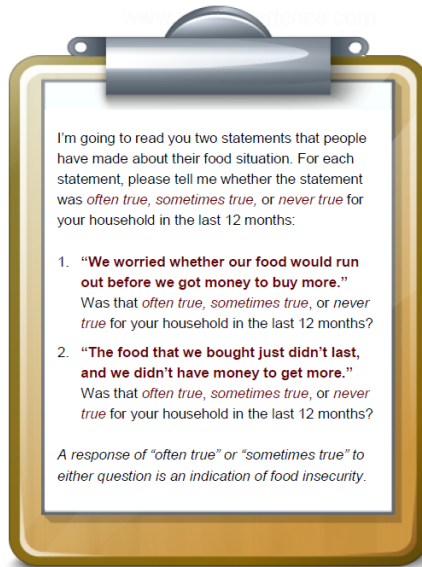 I'm going to read you two statements that people
have made about their food situation. For each
statement, please tell me whether the statement
was often true, sometimes true, or never true for
your household in the last 12 months:
1. “We worried whether our food would run
out before we got money to buy more.”
Was that often true, sometimes true, or never
true for your household in the last 12 months?
2. “The food that we bought just didn't last,
and we didn't have money to get more.”
Was that often true, sometimes true, or never
true for your household in the last 12 months?
A response of “often true” or “sometimes true” to
either question is an indication of food insecurity.